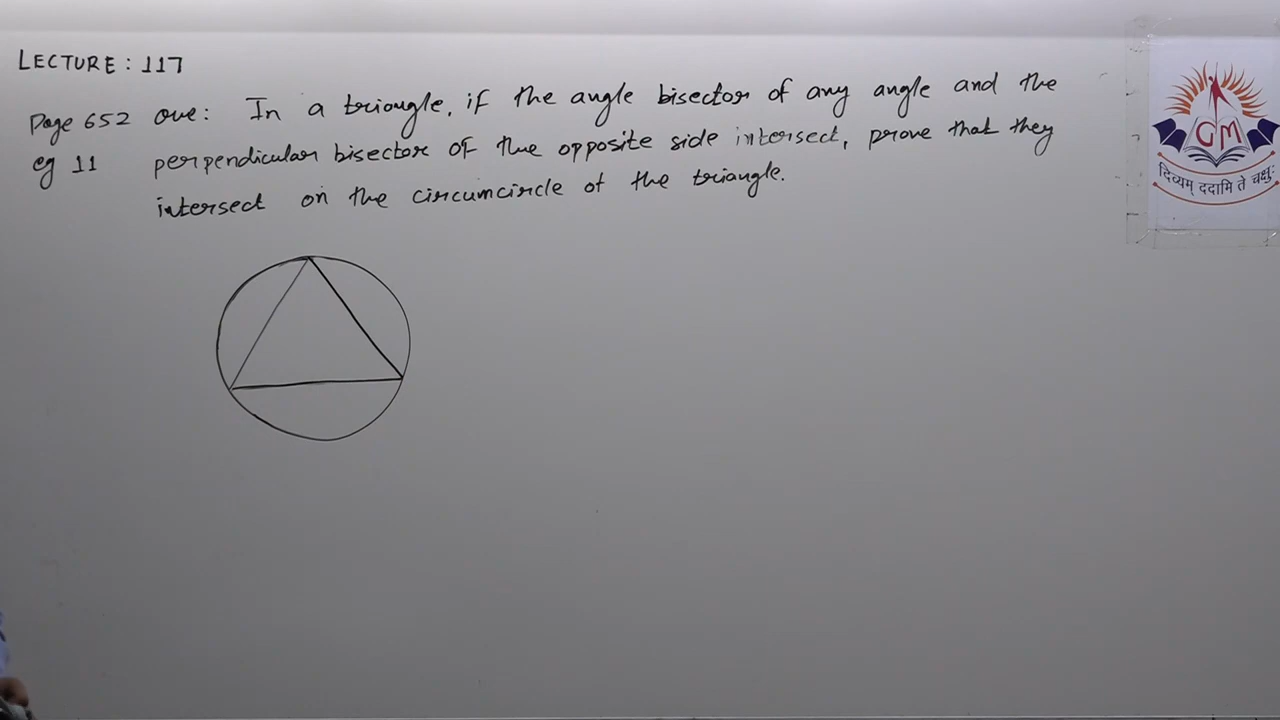 LECTURE: 117
Page 652 que: In a triangle, if the angle bisector of any angle and the
eg 11 perpendicular bisector of the opposite side intersect, prove that they
intersect on the circumcircle of the triangle.
GM
दिव्यम् ददामि ते चक्षुः